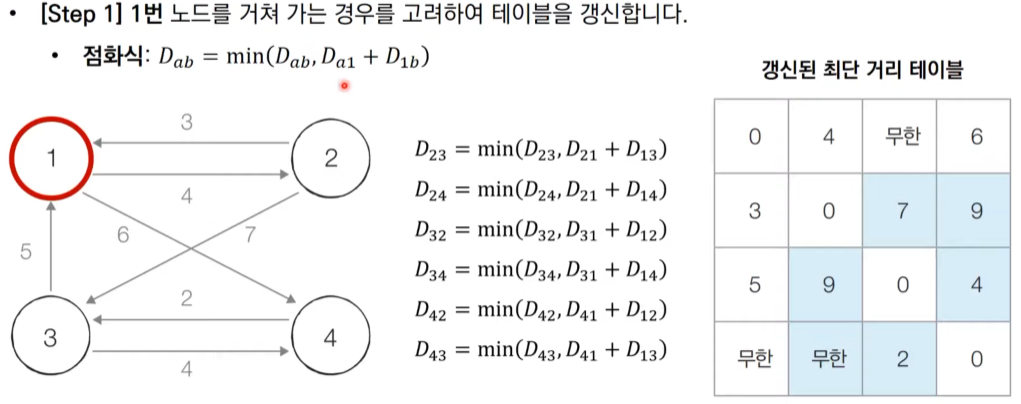 • [Step 1] 1번 노드를 거쳐 가는 경우를 고려하여 테이블을 갱신합니다.
• 점화식: D_{ab} = min(D_{ab}, D_{a1} + D_{1b})
갱신된 최단 거리 테이블
1
2
3
4
3
4
6
7
5
2
4
D_{23} = min(D_{23}, D_{21} + D_{13})
D_{24} = min(D_{24}, D_{21} + D_{14})
D_{32} = min(D_{32}, D_{31} + D_{12})
D_{34} = min(D_{34}, D_{31} + D_{14})
D_{42} = min(D_{42}, D_{41} + D_{12})
D_{43} = min(D_{43}, D_{41} + D_{13})
0 4 무한 6
3 0 7 9
5 9 0 4
무한 무한 2 0